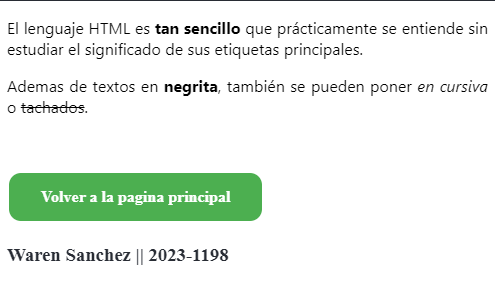 El lenguaje HTML es tan sencillo que prácticamente se entiende sin
estudiar el significado de sus etiquetas principales.
Ademas de textos en negrita, también se pueden poner en cursiva
o tachados.
Volver a la pagina principal
Waren Sanchez || 2023-1198